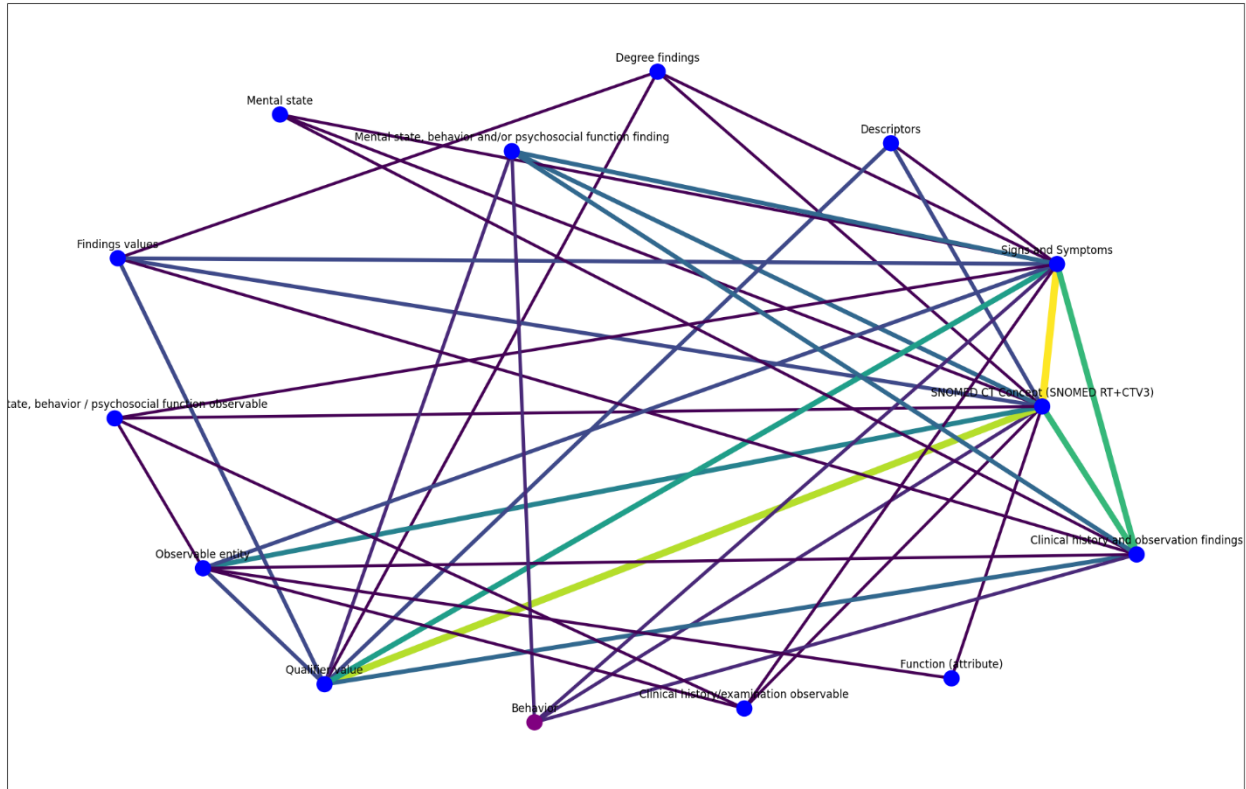 Degree findings
Mental state
Descriptors
Mental state, behavior and/or psychosocial function finding
Findings values
Signs and Symptoms
SNOMED CT Concept (SNOMED RT+CTV3)
state, behavior / psychosocial function observable
Clinical history and observation findings
Observable entity
Function (attribute)
Qualifier value
Clinical history/examination observable
Behavior